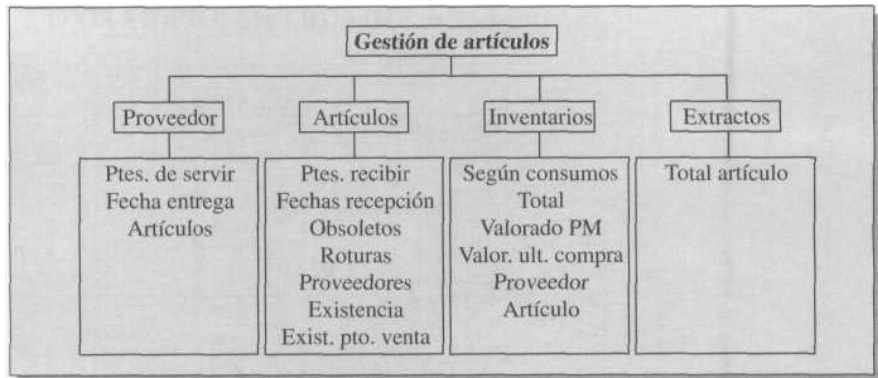 Gestión de artículos
Proveedor
Ptes. de servir
Fecha entrega
Artículos
Artículos
Ptes. recibir
Fechas recepción
Obsoletos
Roturas
Proveedores
Existencia
Exist. pto. venta
Inventarios
Según consumos
Total
Valorado PM
Valor. ult. compra
Proveedor
Artículo
Extractos
Total artículo